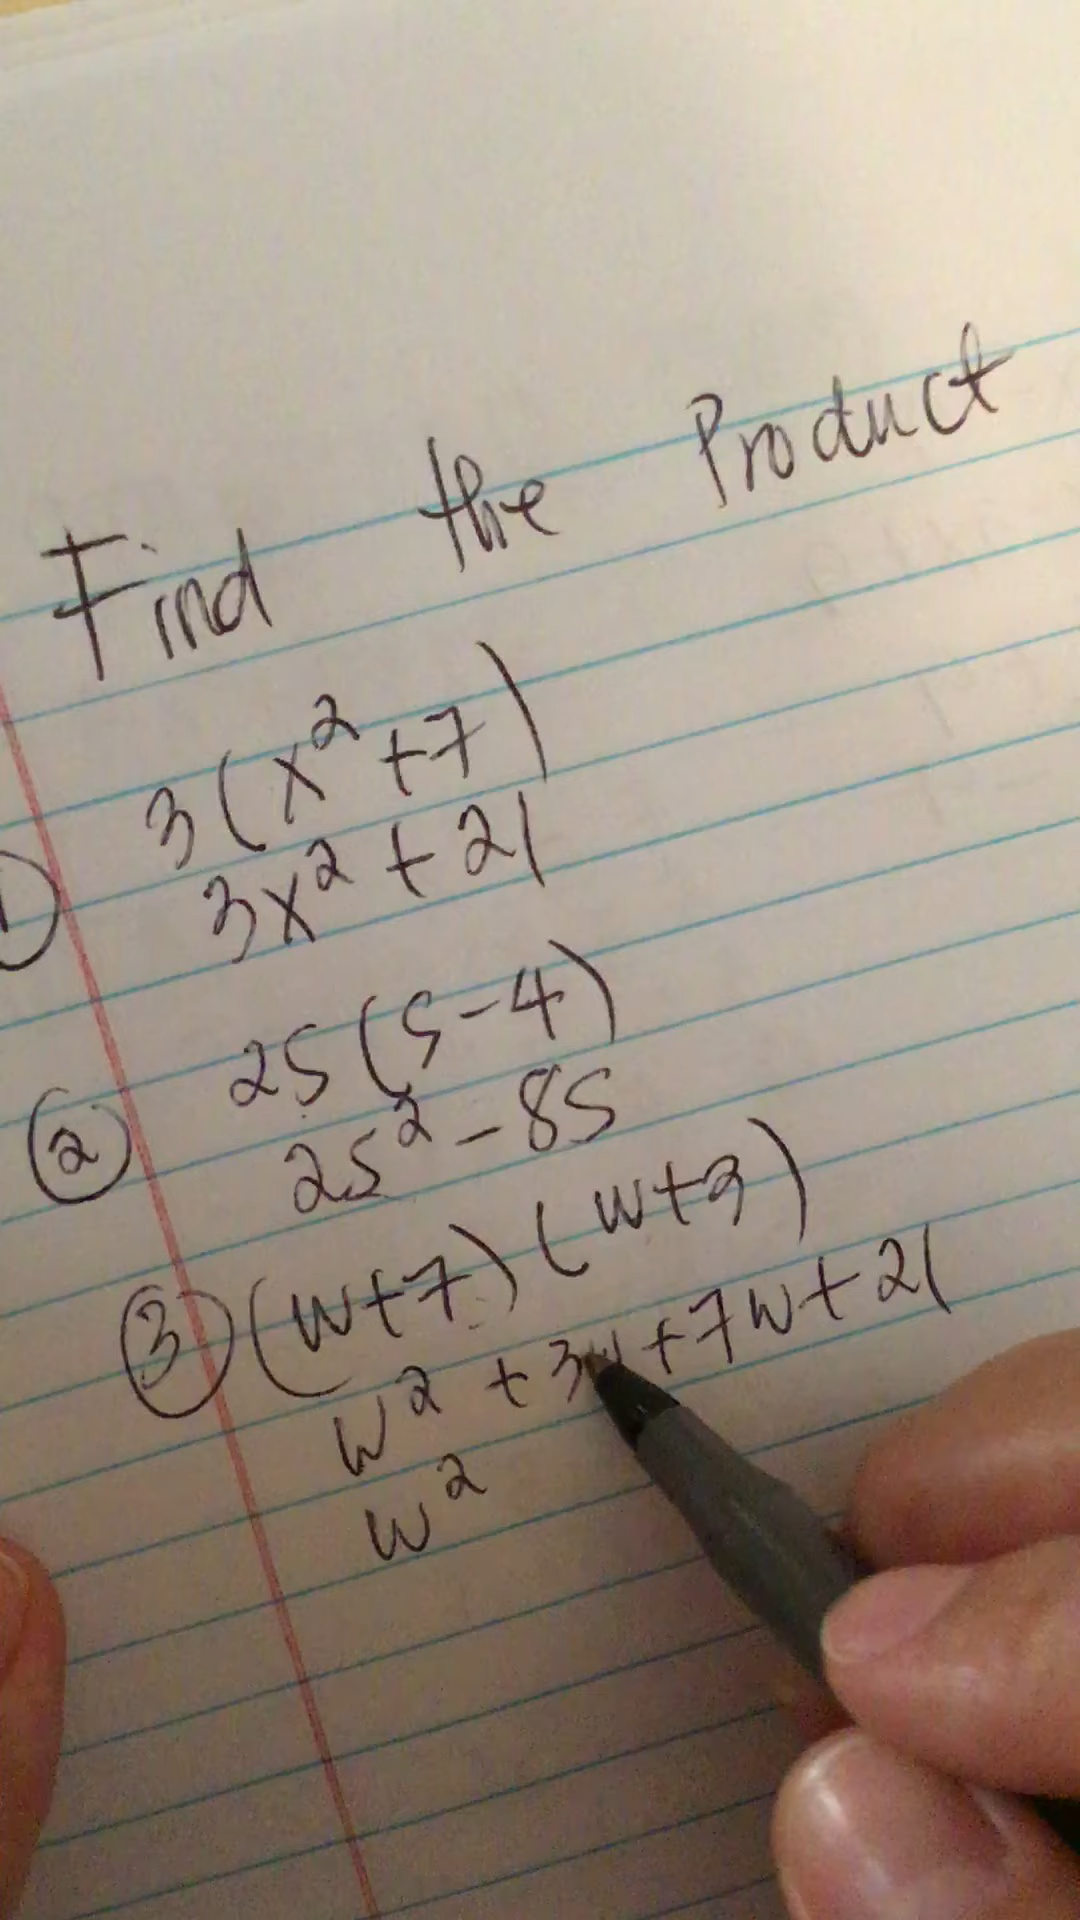 Find the Product
① 3(x² + 7)
3x² + 21
② 2s(s - 4)
2s² - 8s
③ (w+7)(w+3)
w² + 3w + 7w + 21
w²